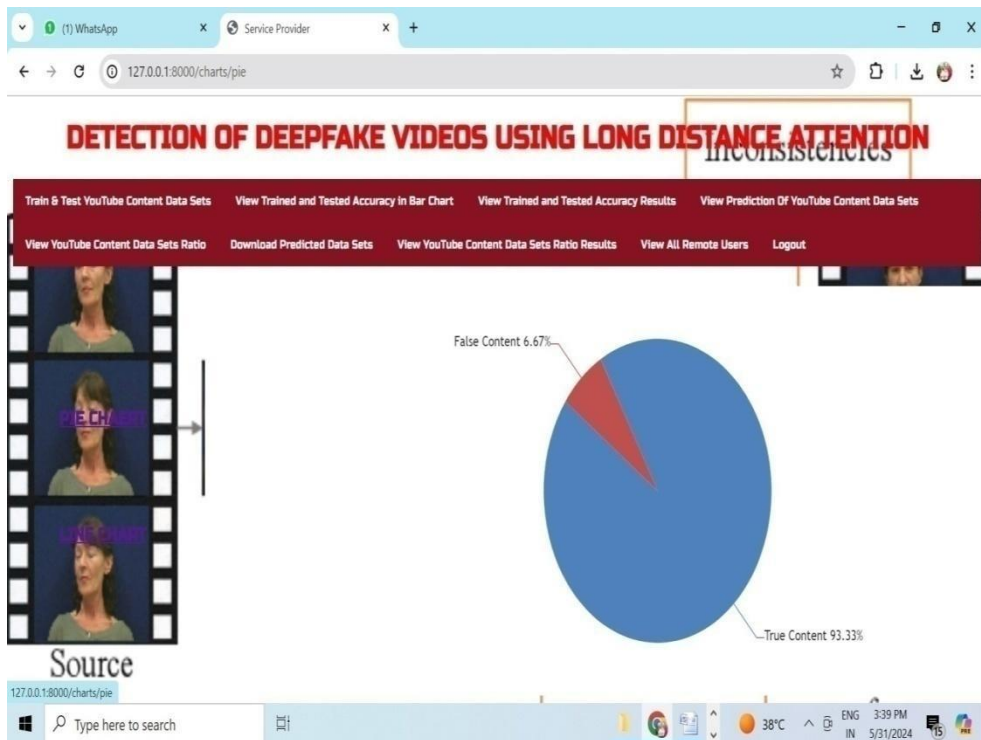 (1) WhatsApp
Service Provider
127.0.0.1:8000/charts/pie
Inconsistencies
DETECTION OF DEEPFAKE VIDEOS USING LONG DISTANCE ATTENTION
Train & Test YouTube Content Data Sets View Trained and Tested Accuracy in Bar Chart View Trained and Tested Accuracy Results View Prediction Of YouTube Content Data Sets
View YouTube Content Data Sets Ratio Download Predicted Data Sets View YouTube Content Data Sets Ratio Results View All Remote Users Logout
False Content 6.67%
PIE CHAERT
LINE CHART
True Content 93.33%
Source
127.0.0.1:8000/charts/pie
Type here to search
38°C
ENG 3:39 PM
IN 5/31/2024
15
PRE